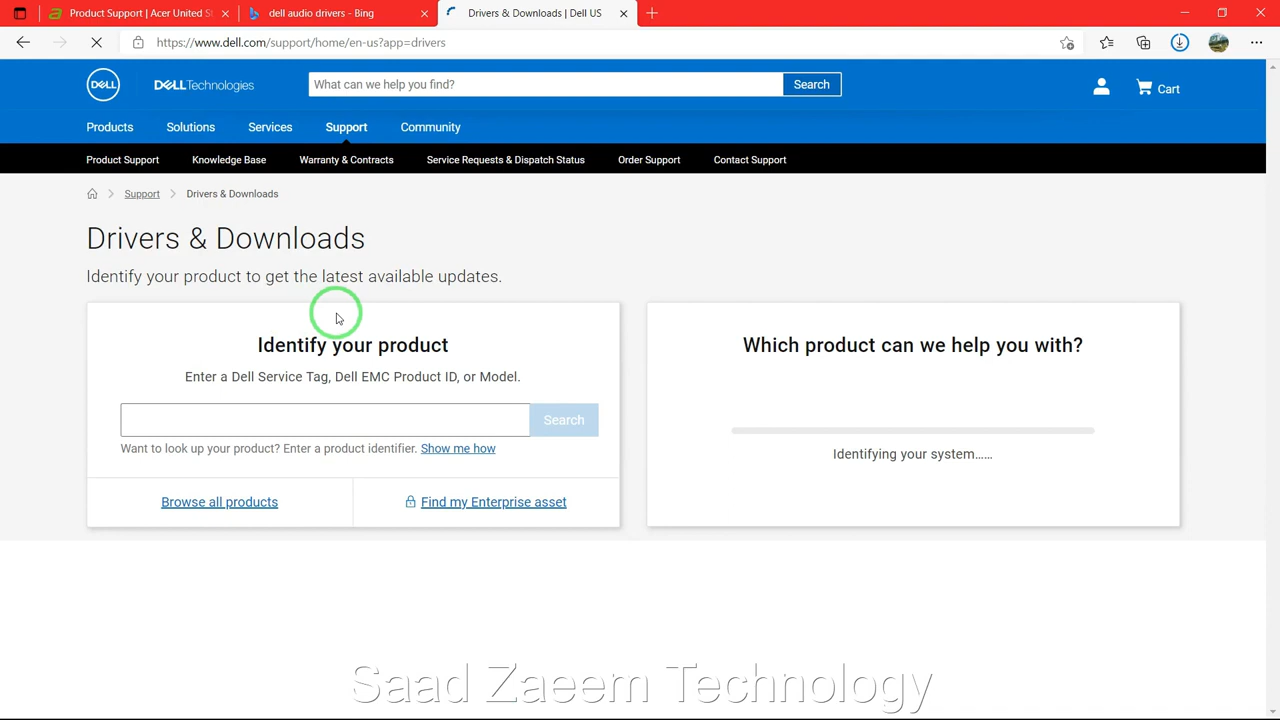 Product Support | Acer United St
dell audio drivers - Bing
Drivers & Downloads | Dell US
https://www.dell.com/support/home/en-us?app=drivers
DELL
DELLTechnologies
What can we help you find?
Search
Cart
Products Solutions Services Support Community
Product Support Knowledge Base Warranty & Contracts Service Requests & Dispatch Status Order Support Contact Support
Support Drivers & Downloads
Drivers & Downloads
Identify your product to get the latest available updates.
Identify your product
Enter a Dell Service Tag, Dell EMC Product ID, or Model.
Search
Want to look up your product? Enter a product identifier. Show me how
Browse all products
Find my Enterprise asset
Which product can we help you with?
Identifying your system......
Saad Zaeem Technology